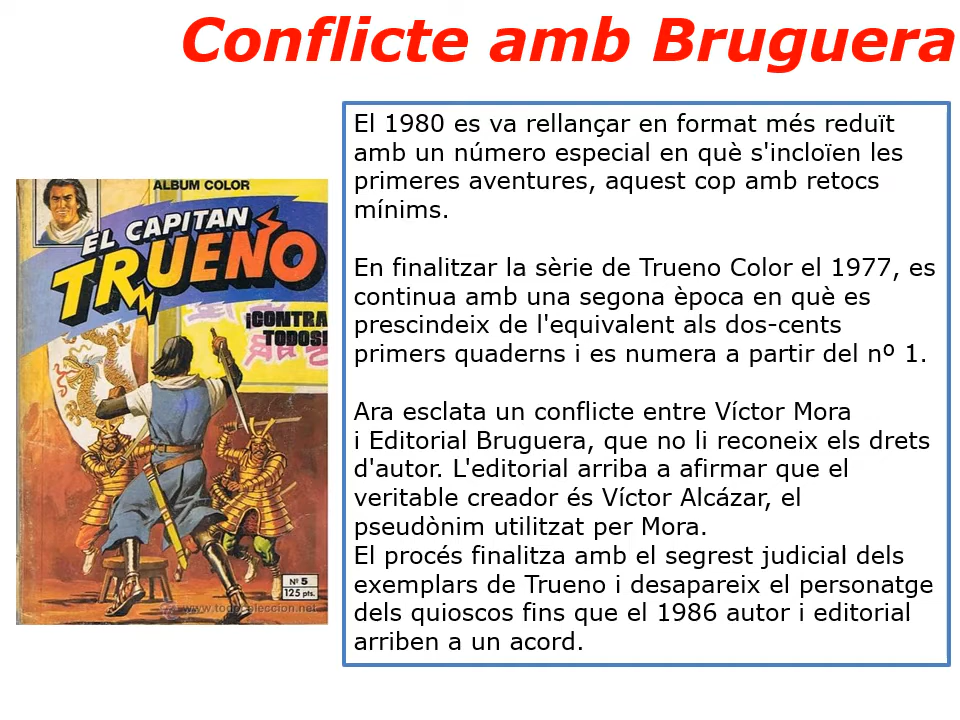 Conflicte amb Bruguera
ALBUM COLOR
EL CAPITAN
TRUENO
¡CONTRA
TODOS!
Nº 5
125 pts.
www.todocoleccion.net
El 1980 es va rellançar en format més reduït
amb un número especial en què s'incloïen les
primeres aventures, aquest cop amb retocs
mínims.
En finalitzar la sèrie de Trueno Color el 1977, es
continua amb una segona època en què es
prescindeix de l'equivalent als dos-cents
primers quaderns i es numera a partir del nº 1.
Ara esclata un conflicte entre Víctor Mora
i Editorial Bruguera, que no li reconeix els drets
d'autor. L'editorial arriba a afirmar que el
veritable creador és Víctor Alcázar, el
pseudònim utilitzat per Mora.
El procés finalitza amb el segrest judicial dels
exemplars de Trueno i desapareix el personatge
dels quioscos fins que el 1986 autor i editorial
arriben a un acord.